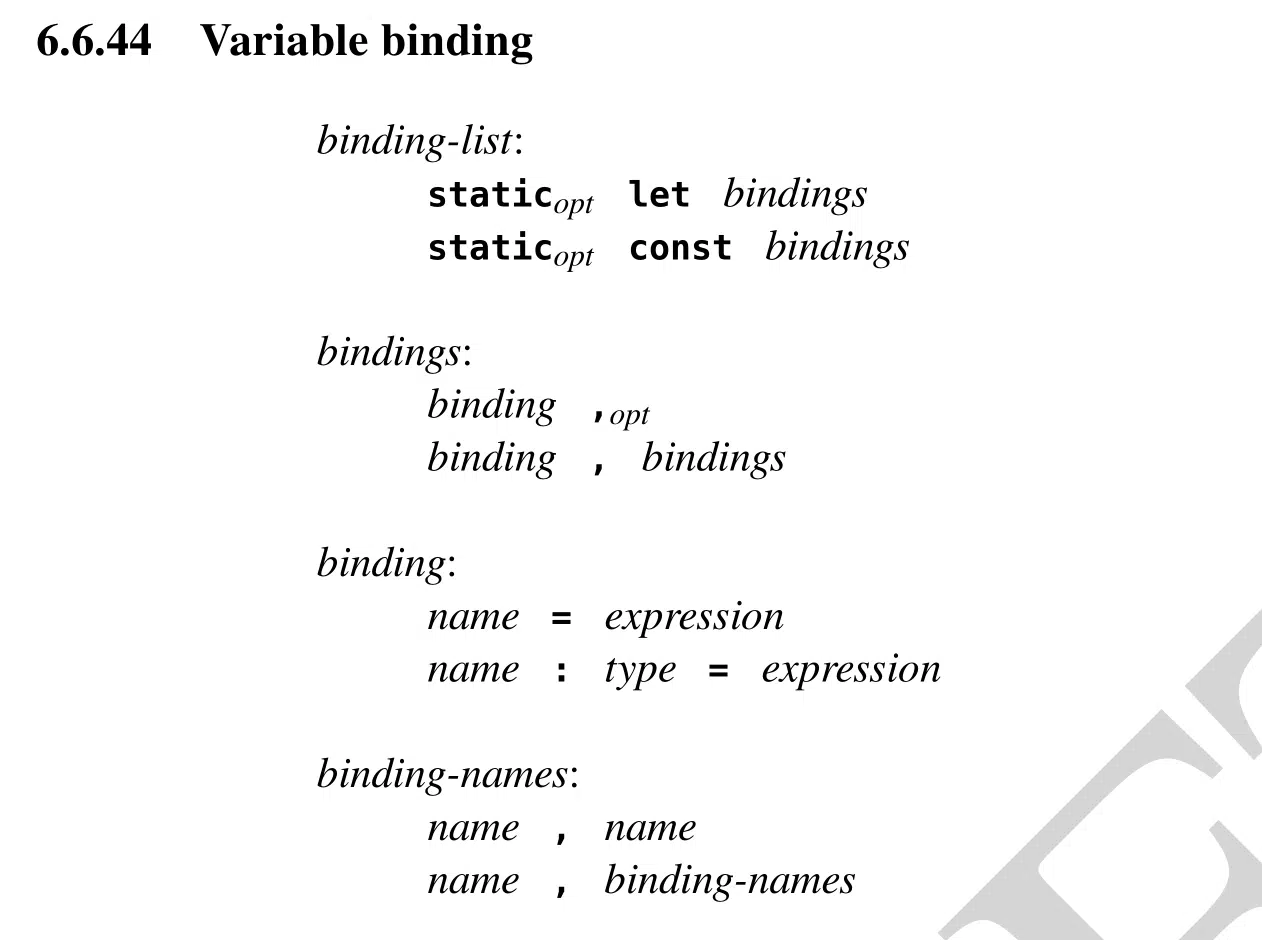 6.6.44 Variable binding
binding-list:
static opt let bindings
static opt const bindings
bindings:
binding , opt
binding , bindings
binding:
name = expression
name : type = expression
binding-names:
name , name
name , binding-names